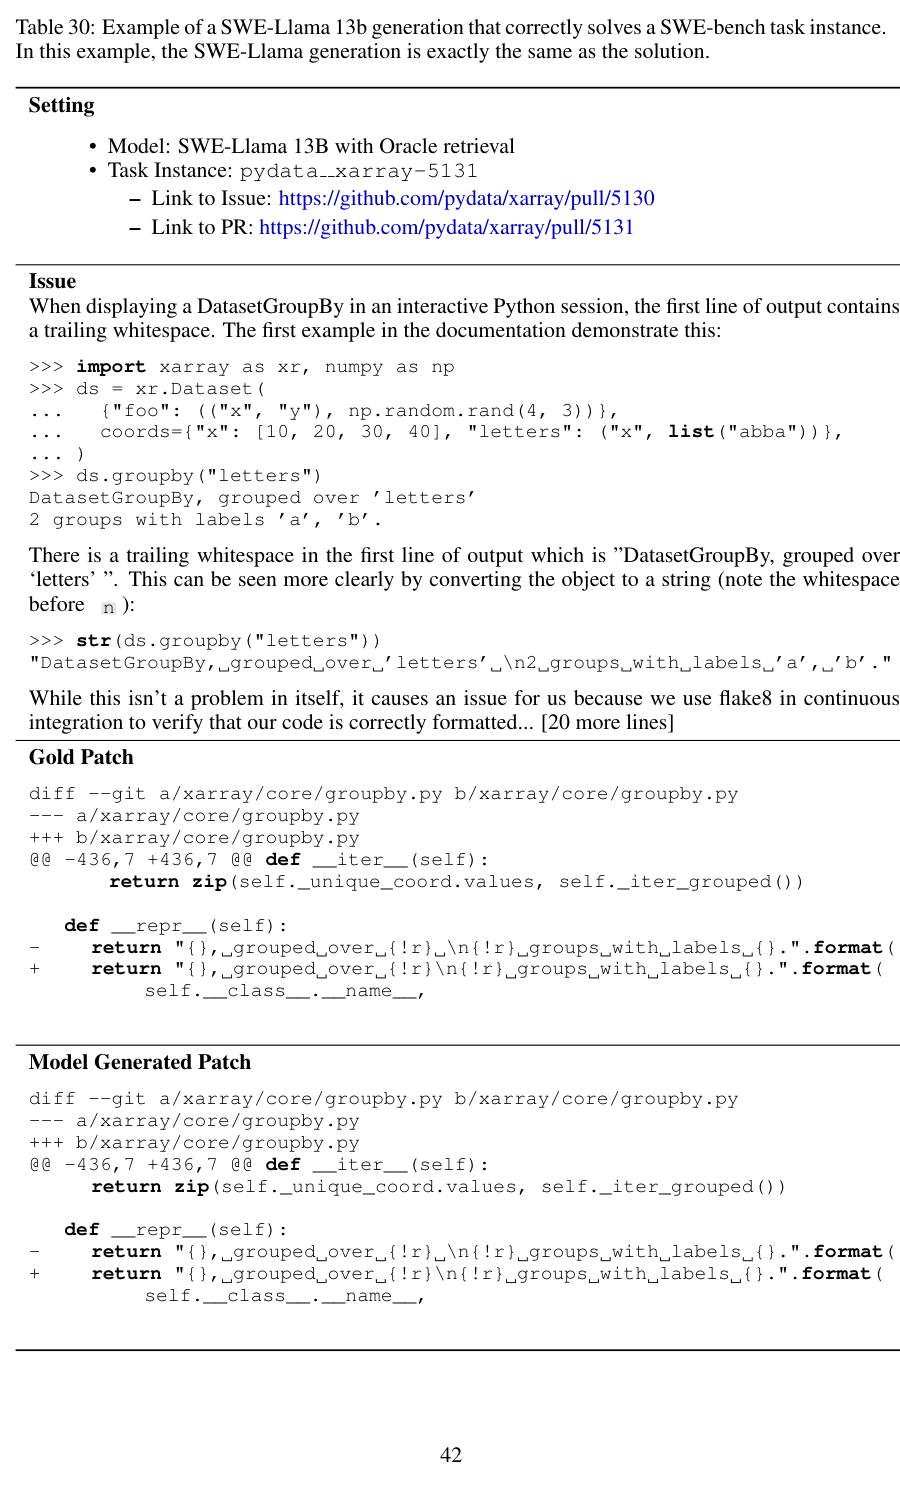 Table 30: Example of a SWE-Llama 13b generation that correctly solves a SWE-bench task instance.
In this example, the SWE-Llama generation is exactly the same as the solution.
Setting
• Model: SWE-Llama 13B with Oracle retrieval
• Task Instance: pydata__xarray-5131
– Link to Issue: https://github.com/pydata/xarray/pull/5130
– Link to PR: https://github.com/pydata/xarray/pull/5131
Issue
When displaying a DatasetGroupBy in an interactive Python session, the first line of output contains
a trailing whitespace. The first example in the documentation demonstrate this:
>>> import xarray as xr, numpy as np
>>> ds = xr.Dataset(
...   {"foo": (("x", "y"), np.random.rand(4, 3))},
...   coords={"x": [10, 20, 30, 40], "letters": ("x", list("abba"))},
... )
>>> ds.groupby("letters")
DatasetGroupBy, grouped over ’letters’
2 groups with labels ’a’, ’b’.
There is a trailing whitespace in the first line of output which is ”DatasetGroupBy, grouped over
‘letters’ ”. This can be seen more clearly by converting the object to a string (note the whitespace
before n ):
>>> str(ds.groupby("letters"))
"DatasetGroupBy,␣grouped␣over␣’letters’␣\n2␣groups␣with␣labels␣’a’,␣’b’."
While this isn’t a problem in itself, it causes an issue for us because we use flake8 in continuous
integration to verify that our code is correctly formatted... [20 more lines]
Gold Patch
diff --git a/xarray/core/groupby.py b/xarray/core/groupby.py
--- a/xarray/core/groupby.py
+++ b/xarray/core/groupby.py
@@ -436,7 +436,7 @@ def __iter__(self):
return zip(self._unique_coord.values, self._iter_grouped())
def __repr__(self):
-    return "{},␣grouped␣over␣{!r}␣\n{!r}␣groups␣with␣labels␣{}.".format(
+    return "{},␣grouped␣over␣{!r}\n{!r}␣groups␣with␣labels␣{}.".format(
self.__class__.__name__,
Model Generated Patch
diff --git a/xarray/core/groupby.py b/xarray/core/groupby.py
--- a/xarray/core/groupby.py
+++ b/xarray/core/groupby.py
@@ -436,7 +436,7 @@ def __iter__(self):
return zip(self._unique_coord.values, self._iter_grouped())
def __repr__(self):
-    return "{},␣grouped␣over␣{!r}␣\n{!r}␣groups␣with␣labels␣{}.".format(
+    return "{},␣grouped␣over␣{!r}\n{!r}␣groups␣with␣labels␣{}.".format(
self.__class__.__name__,
42